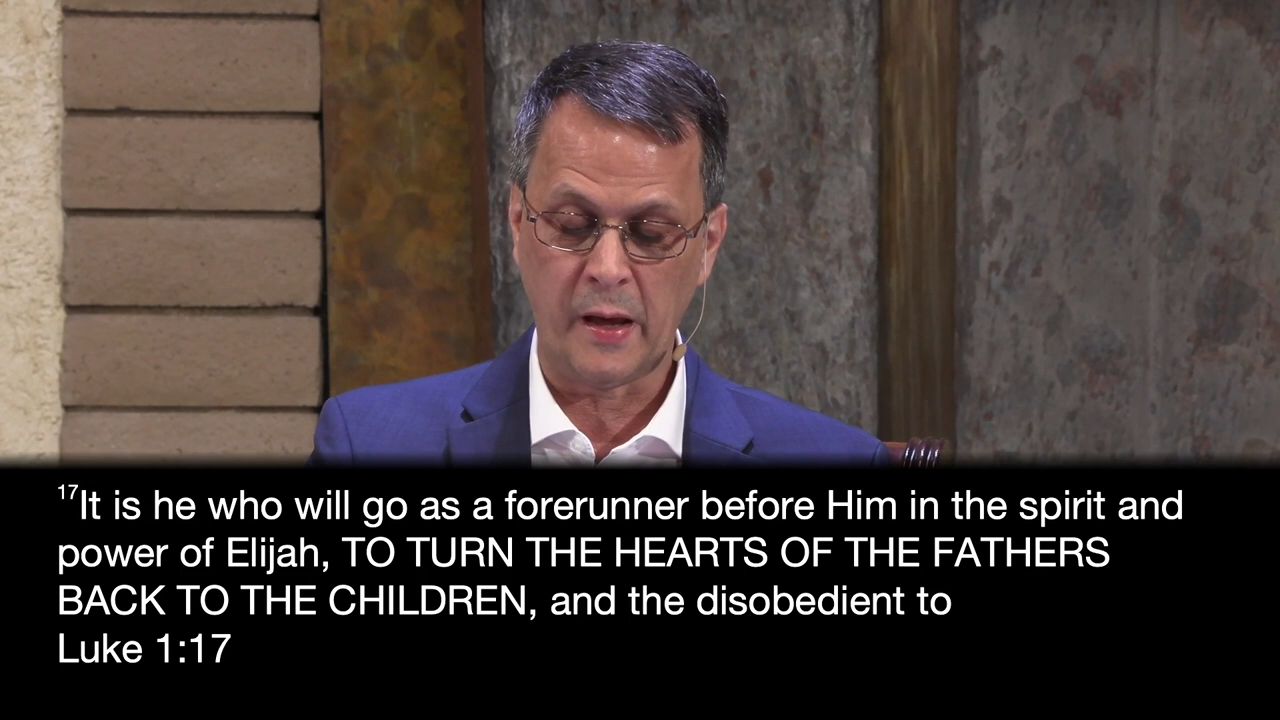 17It is he who will go as a forerunner before Him in the spirit and
power of Elijah, TO TURN THE HEARTS OF THE FATHERS
BACK TO THE CHILDREN, and the disobedient to
Luke 1:17